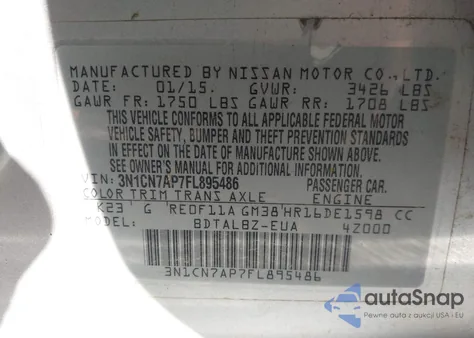 MANUFACTURED BY NISSAN MOTOR CO., LTD.
DATE: 01/15. GVWR: 3426 LBS
GAWR FR: 1750 LBS GAWR RR: 1708 LBS
THIS VEHICLE CONFORMS TO ALL APPLICABLE FEDERAL MOTOR
VEHICLE SAFETY, BUMPER AND THEFT PREVENTION STANDARDS
IN EFFECT ON THE DATE OF MANUFACTURE SHOWN ABOVE.
SEE OWNER'S MANUAL FOR ADDITIONAL INFORMATION
VIN: 3N1CN7AP7FL895486 PASSENGER CAR.
COLOR TRIM TRANS AXLE ENGINE
K23 G RE0F11A GM38 HR16DE1598 CC
MODEL: BDTALBZ-EUA 4Z000
3N1CN7AP7FL895486
autoSnap
Pewne auta z aukcji w USA i EU